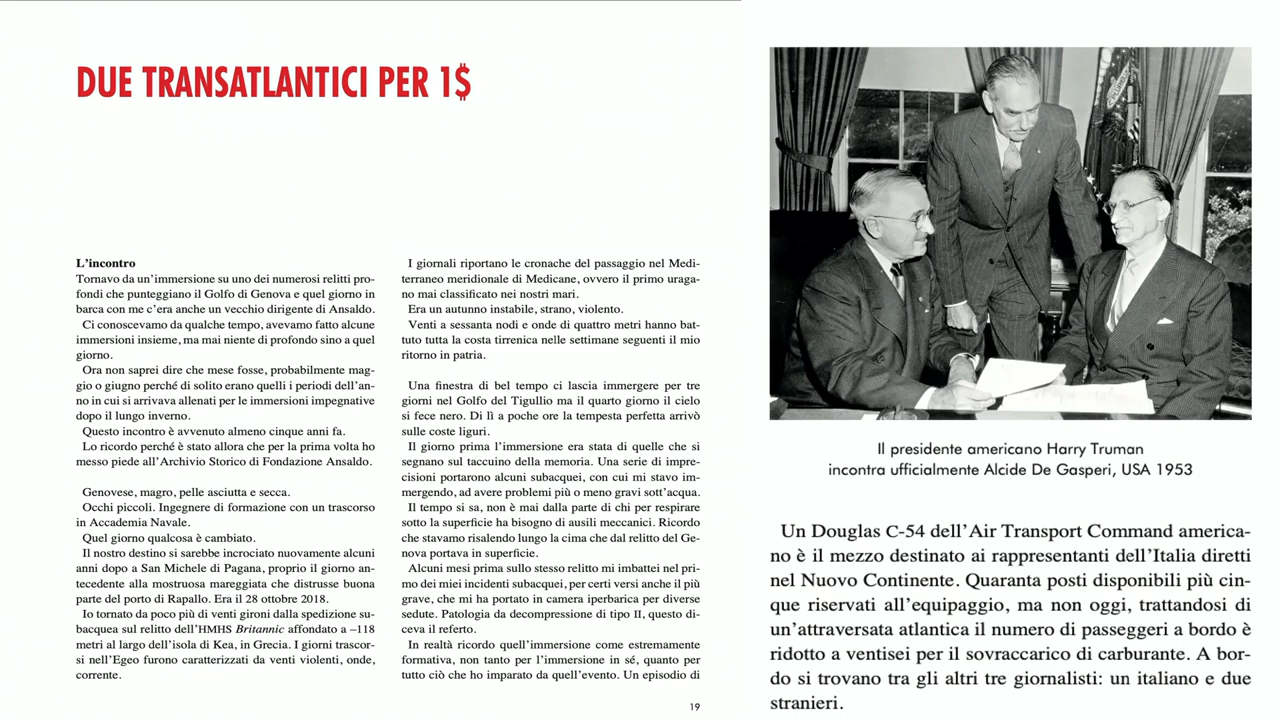 DUE TRANSATLANTICI PER 1$
L'incontro
Tornavo da un'immersione su uno dei numerosi relitti pro-
fondi che punteggiano il Golfo di Genova e quel giorno in
barca con me c'era anche un vecchio dirigente di Ansaldo.
Ci conoscevamo da qualche tempo, avevamo fatto alcune
immersioni insieme, ma mai niente di profondo sino a quel
giorno.
Ora non saprei dire che mese fosse, probabilmente mag-
gio o giugno perché di solito erano quelli i periodi dell'an-
no in cui si arrivava allenati per le immersioni impegnative
dopo il lungo inverno.
Questo incontro è avvenuto almeno cinque anni fa.
Lo ricordo perché è stato allora che per la prima volta ho
messo piede all'Archivio Storico di Fondazione Ansaldo.
Genovese, magro, pelle asciutta e secca.
Occhi piccoli. Ingegnere di formazione con un trascorso
in Accademia Navale.
Quel giorno qualcosa è cambiato.
Il nostro destino si sarebbe incrociato nuovamente alcuni
anni dopo a San Michele di Pagana, proprio il giorno an-
tecedente alla mostruosa mareggiata che distrusse buona
parte del porto di Rapallo. Era il 28 ottobre 2018.
Io tornato da poco più di venti gironi dalla spedizione su-
bacquea sul relitto dell'HMHS Britannic affondato a –118
metri al largo dell'isola di Kea, in Grecia. I giorni trascor-
si nell'Egeo furono caratterizzati da venti violenti, onde,
corrente.
I giornali riportano le cronache del passaggio nel Medi-
terraneo meridionale di Medicane, ovvero il primo uraga-
no mai classificato nei nostri mari.
Era un autunno instabile, strano, violento.
Venti a sessanta nodi e onde di quattro metri hanno bat-
tuto tutta la costa tirrenica nelle settimane seguenti il mio
ritorno in patria.
Una finestra di bel tempo ci lascia immergere per tre
giorni nel Golfo del Tigullio ma il quarto giorno il cielo
si fece nero. Di lì a poche ore la tempesta perfetta arrivò
sulle coste liguri.
Il giorno prima l'immersione era stata di quelle che si
segnano sul taccuino della memoria. Una serie di impre-
cisioni portarono alcuni subacquei, con cui mi stavo im-
mergendo, ad avere problemi più o meno gravi sott'acqua.
Il tempo si sa, non è mai dalla parte di chi per respirare
sotto la superficie ha bisogno di ausili meccanici. Ricordo
che stavamo risalendo lungo la cima che dal relitto del Ge-
nova portava in superficie.
Alcuni mesi prima sullo stesso relitto mi imbattei nel pri-
mo dei miei incidenti subacquei, per certi versi anche il più
grave, che mi ha portato in camera iperbarica per diverse
sedute. Patologia da decompressione di tipo II, questo di-
ceva il referto.
In realtà ricordo quell'immersione come estremamente
formativa, non tanto per l'immersione in sé, quanto per
tutto ciò che ho imparato da quell'evento. Un episodio di
19
Il presidente americano Harry Truman
incontra ufficialmente Alcide De Gasperi, USA 1953
Un Douglas C-54 dell'Air Transport Command america-
no è il mezzo destinato ai rappresentanti dell'Italia diretti
nel Nuovo Continente. Quaranta posti disponibili più cin-
que riservati all'equipaggio, ma non oggi, trattandosi di
un'attraversata atlantica il numero di passeggeri a bordo è
ridotto a ventisei per il sovraccarico di carburante. A bor-
do si trovano tra gli altri tre giornalisti: un italiano e due
stranieri.